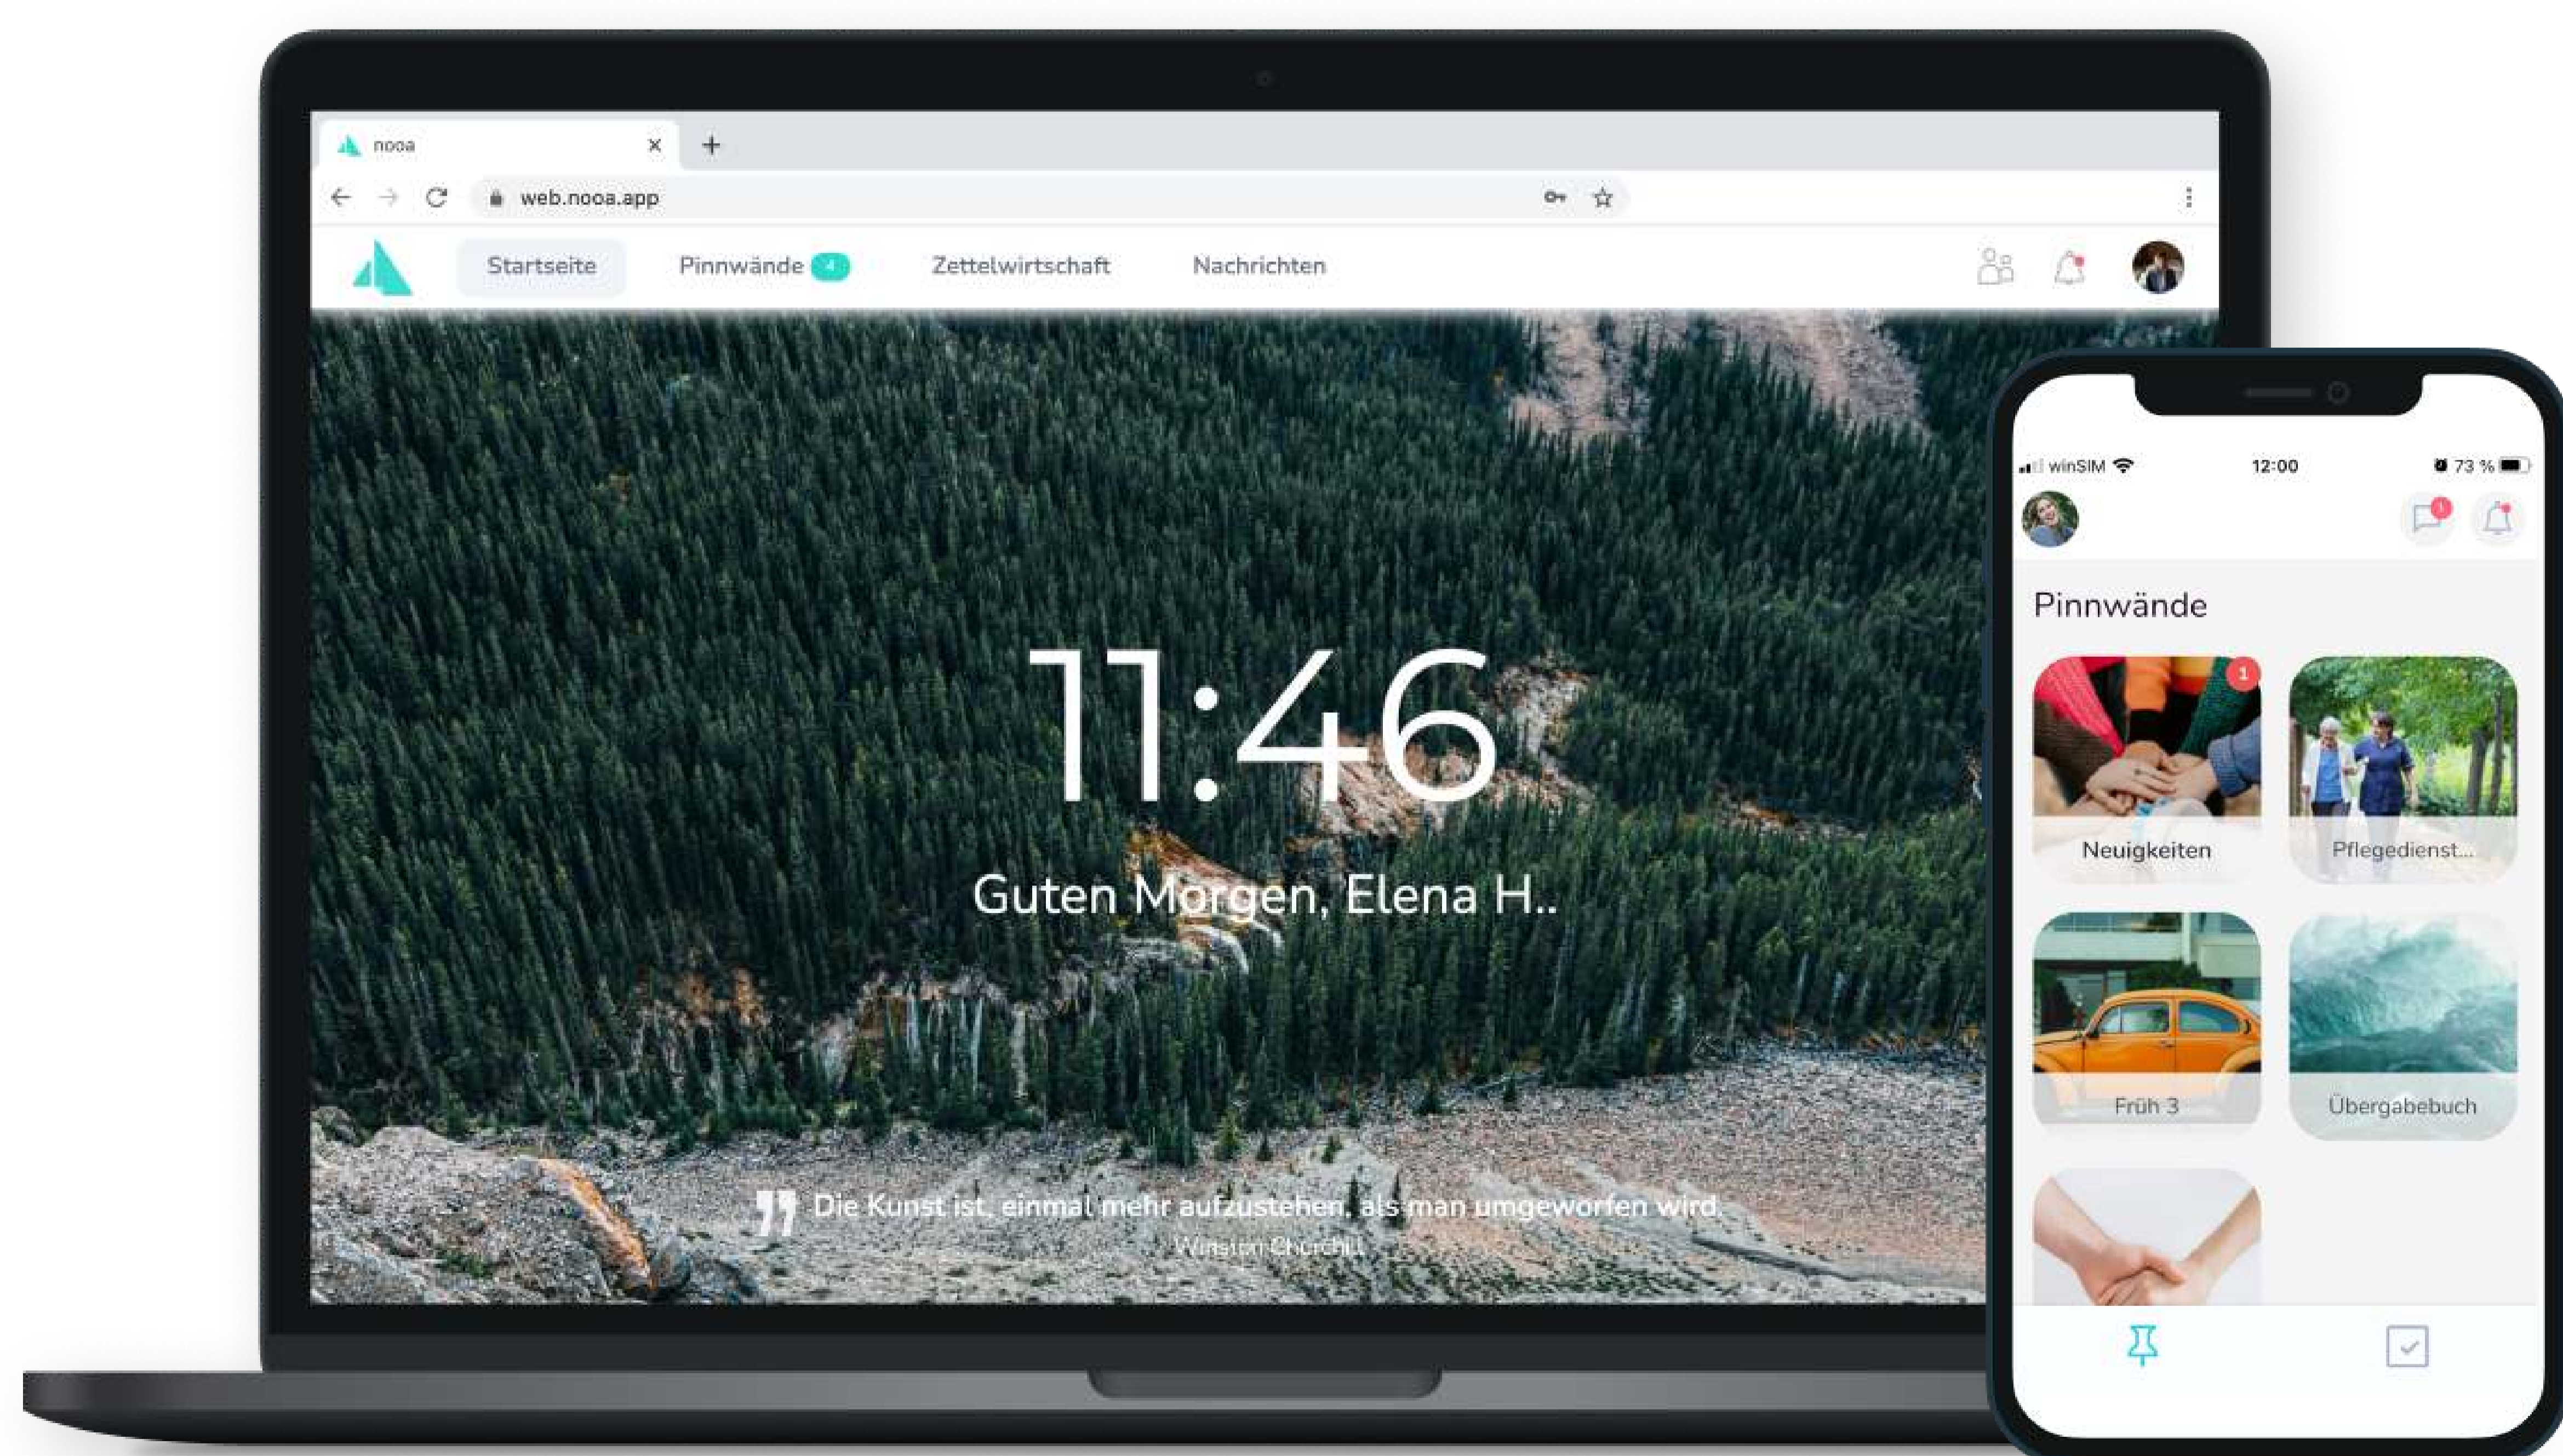 nooa
web.nooa.app
Startseite
Pinnwände 4
Zettelwirtschaft
Nachrichten
11:46
Guten Morgen, Elena H..
Die Kunst ist, einmal mehr aufzustehen, als man umgeworfen wird.
Winston Churchill
winSIM 12:00 73 %
1
Pinnwände
1
Neuigkeiten
Pflegedienst...
Früh 3
Übergabebuch